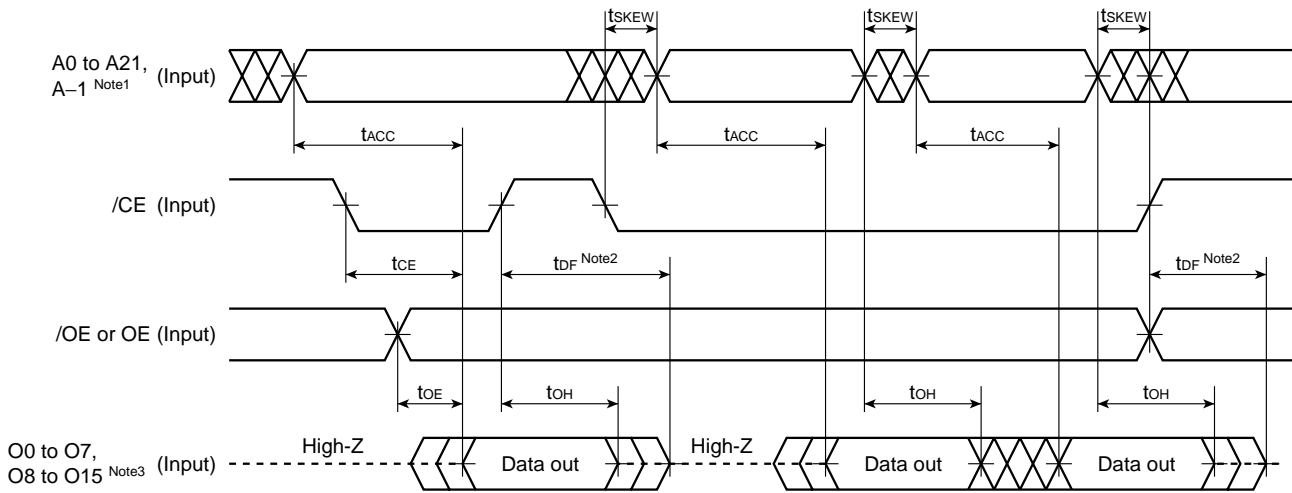 tSKEW tSKEW tSKEW
A0 to A21,
A–1 Note1 (Input)
tACC tACC tACC
/CE (Input)
tCE tDF Note2 tDF Note2
/OE or OE (Input)
tOE tOH tOH tOH
O0 to O7,
O8 to O15 Note3 (Input)
High-Z Data out High-Z Data out Data out